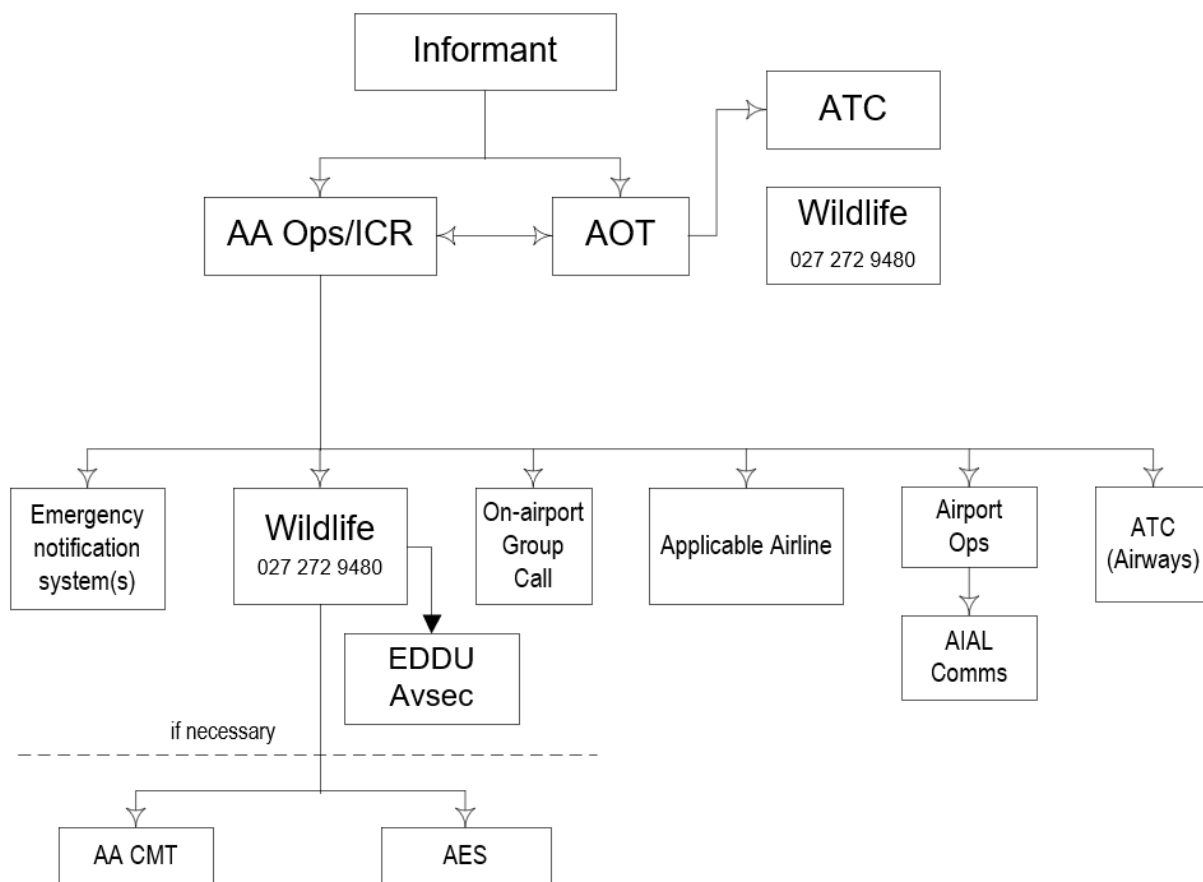 Informant
ATC
Wildlife
027 272 9480
AA Ops/ICR
AOT
Emergency
notification
system(s)
Wildlife
027 272 9480
On-airport
Group
Call
Applicable Airline
Airport
Ops
ATC
(Airways)
EDDU
Avsec
AIAL
Comms
if necessary
AA CMT
AES